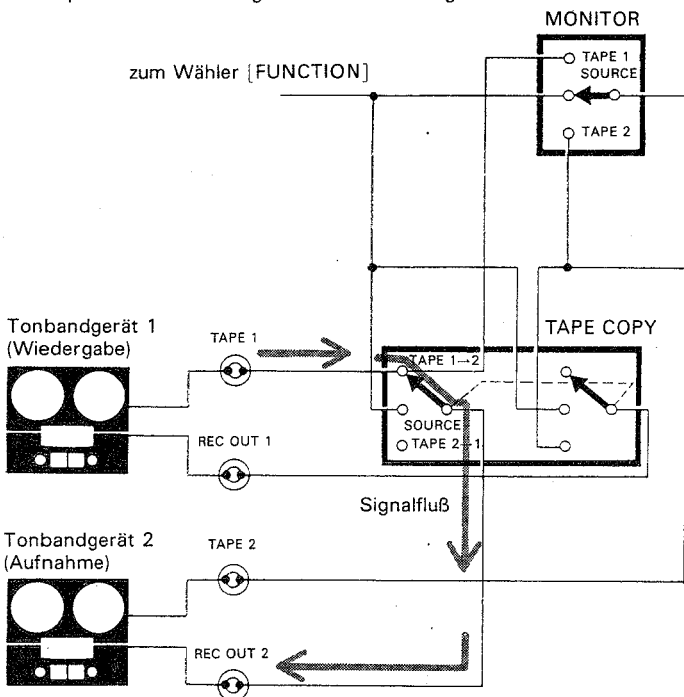 MONITOR
TAPE 1
SOURCE
zum Wähler [FUNCTION]
TAPE 2
Tonbandgerät 1
(Wiedergabe)
TAPE 1
TAPE COPY
TAPE 1→2
SOURCE
TAPE 2→1
REC OUT 1
Signalfluß
Tonbandgerät 2
(Aufnahme)
TAPE 2
REC OUT 2